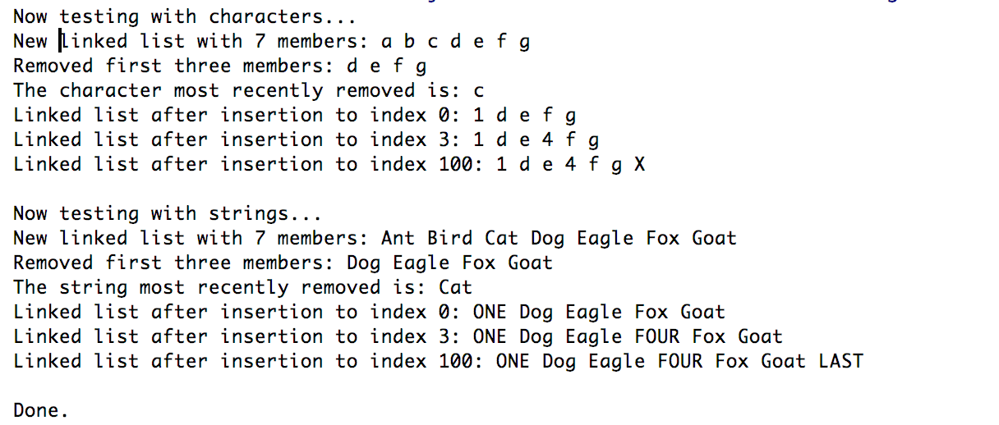 Now testing with characters...
New linked list with 7 members: a b c d e f g
Removed first three members: d e f g
The character most recently removed is: c
Linked list after insertion to index 0: 1 d e f g
Linked list after insertion to index 3: 1 d e 4 f g
Linked list after insertion to index 100: 1 d e 4 f g X
Now testing with strings...
New linked list with 7 members: Ant Bird Cat Dog Eagle Fox Goat
Removed first three members: Dog Eagle Fox Goat
The string most recently removed is: Cat
Linked list after insertion to index 0: ONE Dog Eagle Fox Goat
Linked list after insertion to index 3: ONE Dog Eagle FOUR Fox Goat
Linked list after insertion to index 100: ONE Dog Eagle FOUR Fox Goat LAST
Done.